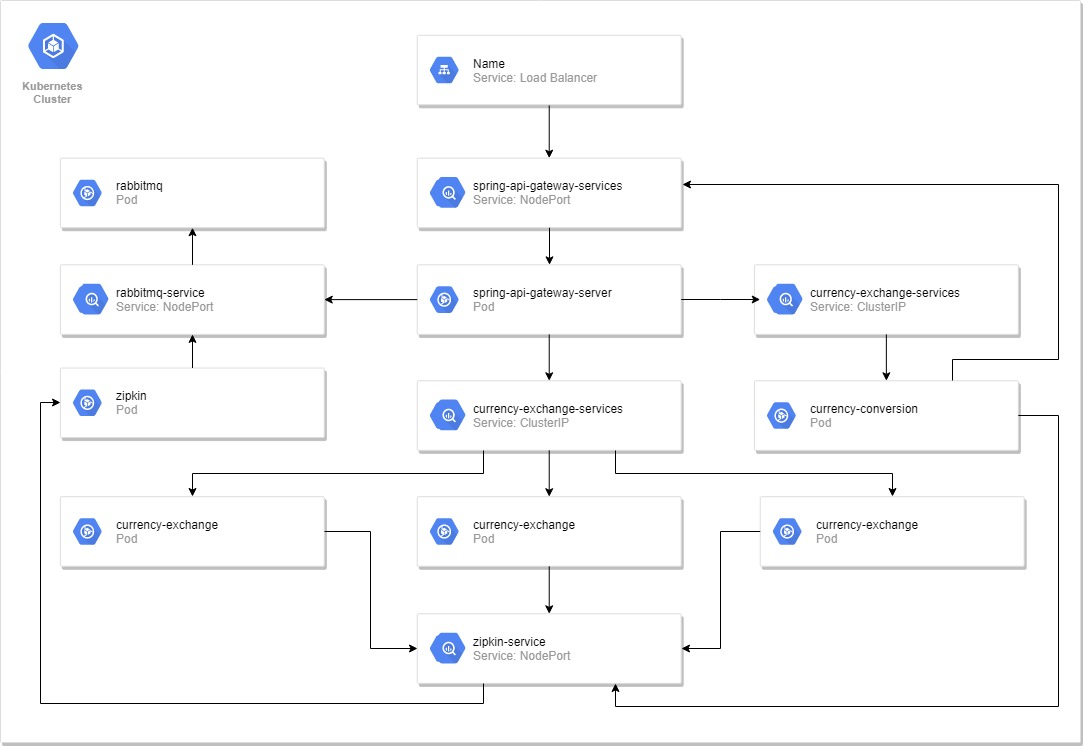 Kubernetes
Cluster
Name
Service: Load Balancer
rabbitmq
Pod
spring-api-gateway-services
Service: NodePort
rabbitmq-service
Service: NodePort
spring-api-gateway-server
Pod
currency-exchange-services
Service: ClusterIP
zipkin
Pod
currency-exchange-services
Service: ClusterIP
currency-conversion
Pod
currency-exchange
Pod
currency-exchange
Pod
currency-exchange
Pod
zipkin-service
Service: NodePort